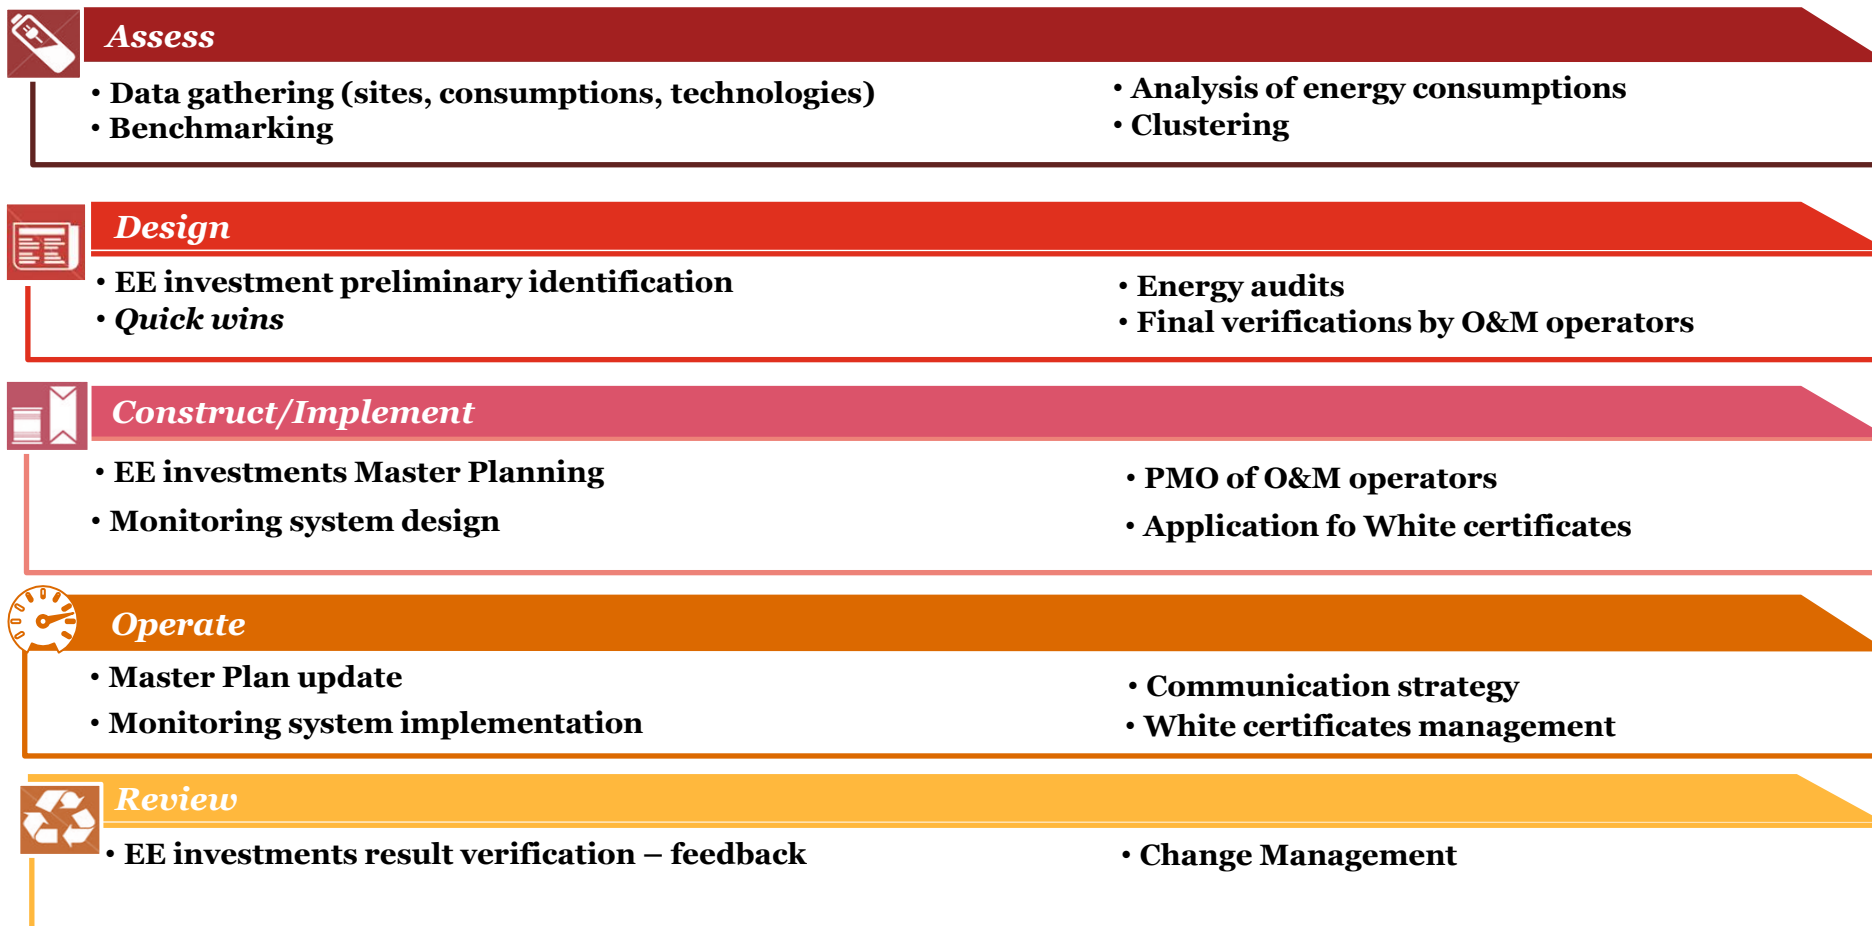 Assess
• Data gathering (sites, consumptions, technologies)
• Benchmarking
• Analysis of energy consumptions
• Clustering
Design
• EE investment preliminary identification
• Quick wins
• Energy audits
• Final verifications by O&M operators
Construct/Implement
• EE investments Master Planning
• Monitoring system design
• PMO of O&M operators
• Application fo White certificates
Operate
• Master Plan update
• Monitoring system implementation
• Communication strategy
• White certificates management
Review
• EE investments result verification – feedback
• Change Management